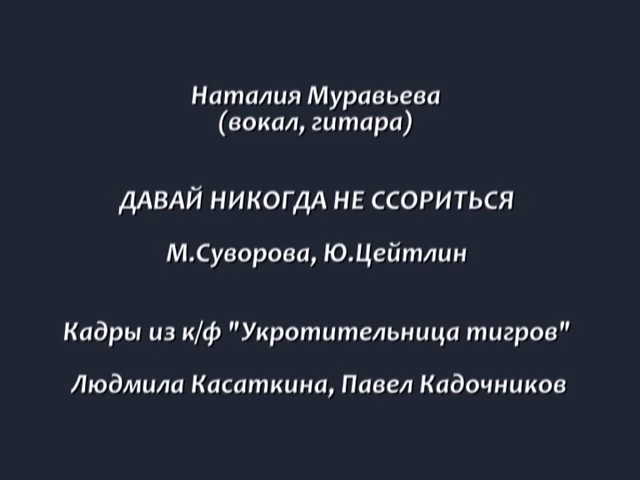 Наталия Муравьева
(вокал, гитара)
ДАВАЙ НИКОГДА НЕ ССОРИТЬСЯ
М.Суворова, Ю.Цейтлин
Кадры из к/ф "Укротительница тигров"
Людмила Касаткина, Павел Кадочников